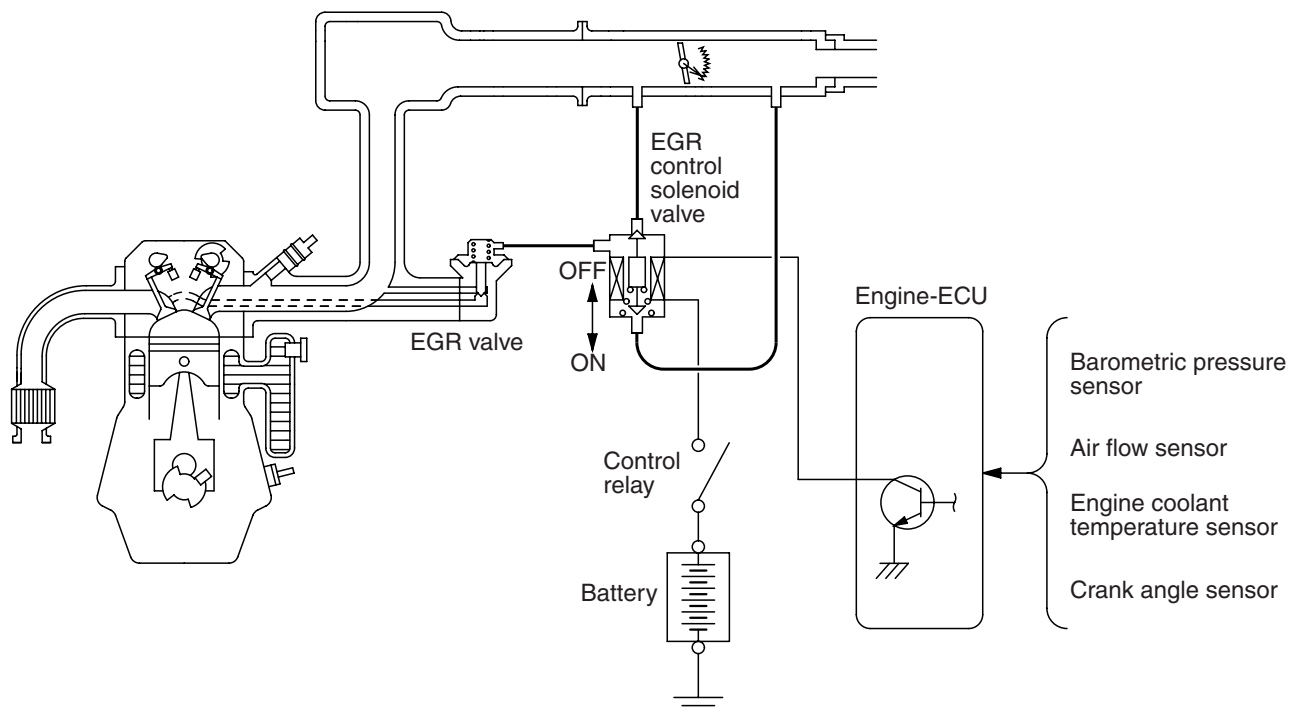 EGR
control
solenoid
valve
OFF
ON
EGR valve
Engine-ECU
Barometric pressure
sensor
Air flow sensor
Engine coolant
temperature sensor
Crank angle sensor
Control
relay
Battery